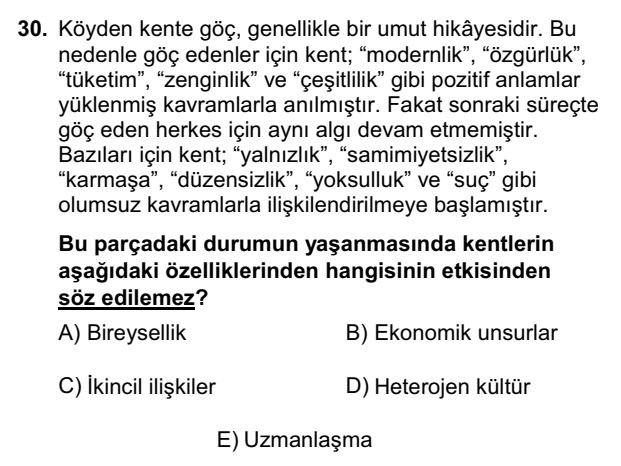 30. Köyden kente göç, genellikle bir umut hikâyesidir. Bu
nedenle göç edenler için kent; “modernlik”, “özgürlük”,
“tüketim”, “zenginlik” ve “çeşitlilik” gibi pozitif anlamlar
yüklenmiş kavramlarla anılmıştır. Fakat sonraki süreçte
göç eden herkes için aynı algı devam etmemiştir.
Bazıları için kent; “yalnızlık”, “samimiyetsizlik”,
“karmaşa”, “düzensizlik”, “yoksulluk” ve “suç” gibi
olumsuz kavramlarla ilişkilendirilmeye başlamıştır.
Bu parçadaki durumun yaşanmasında kentlerin
aşağıdaki özelliklerinden hangisinin etkisinden
söz edilemez?
A) Bireysellik B) Ekonomik unsurlar
C) İkincil ilişkiler D) Heterojen kültür
E) Uzmanlaşma